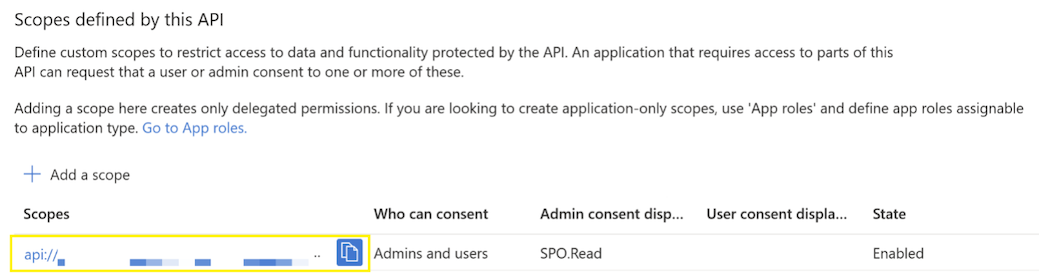 Scopes defined by this API
Define custom scopes to restrict access to data and functionality protected by the API. An application that requires access to parts of this
API can request that a user or admin consent to one or more of these.
Adding a scope here creates only delegated permissions. If you are looking to create application-only scopes, use 'App roles' and define app roles assignable
to application type. Go to App roles.
+ Add a scope
Scopes Who can consent Admin consent disp... User consent displa... State
api:// .. Admins and users SPO.Read Enabled